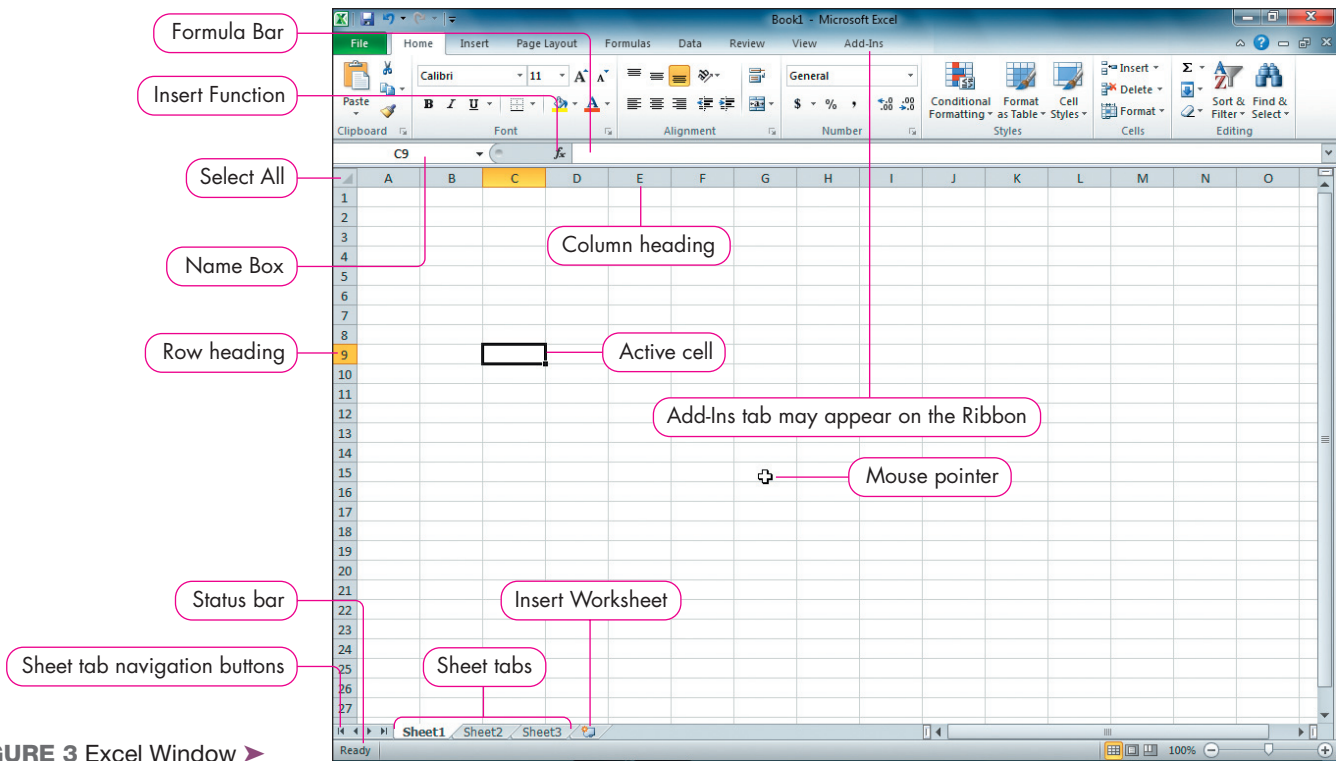 Book1 - Microsoft Excel
File Home Insert Page Layout Formulas Data Review View Add-Ins
Formula Bar
Insert Function
Select All
Name Box
Row heading
Status bar
Sheet tab navigation buttons
Calibri 11 General Insert
Delete
Paste B I U $ % , Conditional Format Cell Format Sort & Find &
Formatting as Table Styles Filter Select
Clipboard Font Alignment Number Styles Cells Editing
C9 fx
A B C D E F G H I J K L M N O
1
2
3
Column heading
4
5
6
7
8
9
Active cell
10
11
12
Add-Ins tab may appear on the Ribbon
13
14
15
Mouse pointer
16
17
18
19
20
21
Insert Worksheet
22
23
24
25
Sheet tabs
26
27
Sheet1 Sheet2 Sheet3
Ready 100%
GURE 3 Excel Window